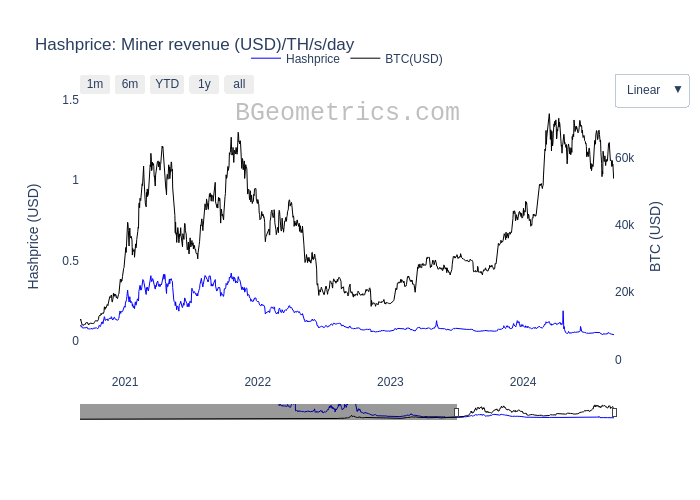 Hashprice: Miner revenue (USD)/TH/s/day
Hashprice BTC(USD)
1m 6m YTD 1y all
Linear ▼
BGeometrics.com
1.5
1
0.5
0
Hashprice (USD)
60k
40k
20k
0
BTC (USD)
2021 2022 2023 2024